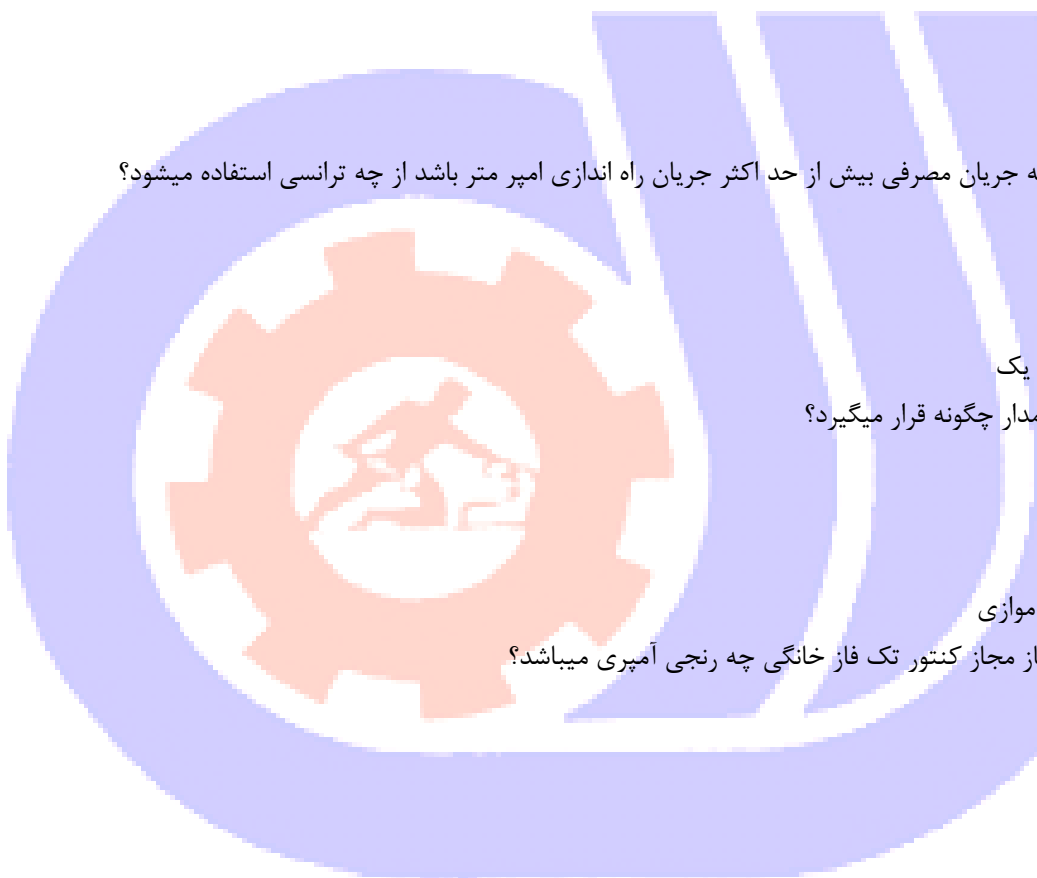 ه جریان مصرفی بیش از حد اکثر جریان راه اندازی امپر متر باشد از چه ترانسی استفاده میشود؟
یک
مدار چگونه قرار میگیرد؟
موازی
از مجاز کنتور تک فاز خانگی چه رنجی آمپری میباشد؟